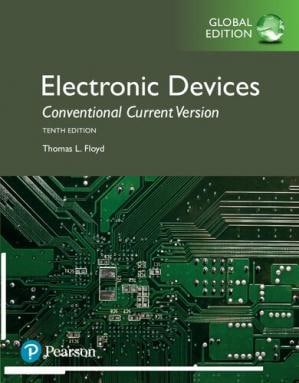 GLOBAL
EDITION
Electronic Devices
Conventional Current Version
TENTH EDITION
Thomas L. Floyd
Pearson